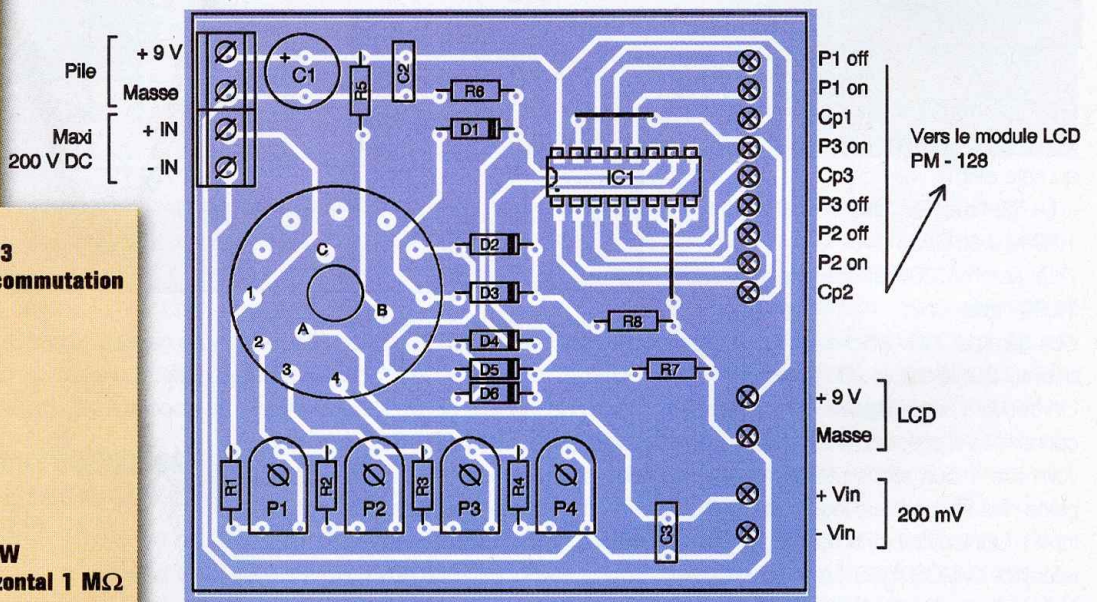 + 9 V
Masse
Pile
+ IN
- IN
Maxi
200 V DC
+
C1
R5
C2
R6
D1
IC1
C
B
A
1
2
3
4
D2
D3
D4
D5
D6
R8
R7
R1
P1
R2
P2
R3
P3
R4
P4
C3
P1 off
P1 on
Cp1
P3 on
Cp3
P3 off
P2 off
P2 on
Cp2
Vers le module LCD
PM - 128
+ 9 V
Masse
LCD
+ Vin
- Vin
200 mV
3
commutation
W
zontal 1 MΩ